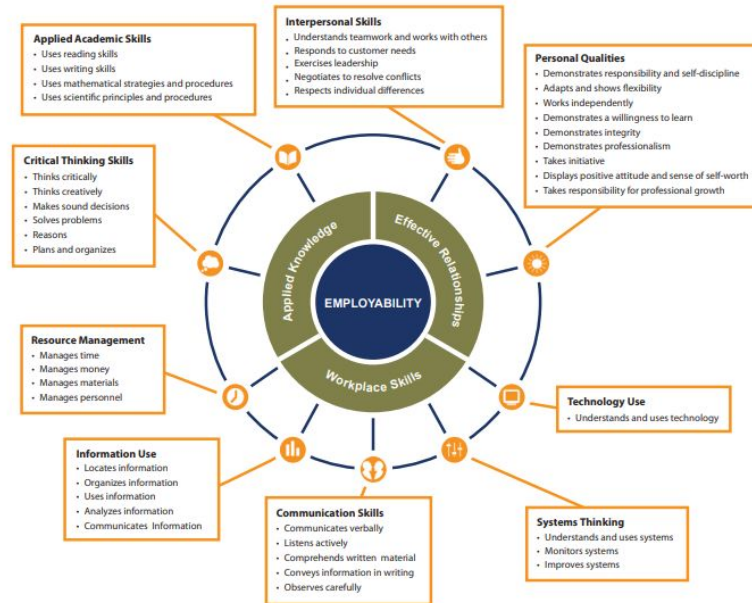 Applied Academic Skills
• Uses reading skills
• Uses writing skills
• Uses mathematical strategies and procedures
• Uses scientific principles and procedures
Interpersonal Skills
• Understands teamwork and works with others
• Responds to customer needs
• Exercises leadership
• Negotiates to resolve conflicts
• Respects individual differences
Personal Qualities
• Demonstrates responsibility and self-discipline
• Adapts and shows flexibility
• Works independently
• Demonstrates a willingness to learn
• Demonstrates integrity
• Demonstrates professionalism
• Takes initiative
• Displays positive attitude and sense of self-worth
• Takes responsibility for professional growth
Critical Thinking Skills
• Thinks critically
• Thinks creatively
• Makes sound decisions
• Solves problems
• Reasons
• Plans and organizes
Applied Knowledge
Effective Relationships
EMPLOYABILITY
Workplace Skills
Resource Management
• Manages time
• Manages money
• Manages materials
• Manages personnel
Technology Use
• Understands and uses technology
Information Use
• Locates information
• Organizes information
• Uses information
• Analyzes information
• Communicates Information
Communication Skills
• Communicates verbally
• Listens actively
• Comprehends written material
• Conveys information in writing
• Observes carefully
Systems Thinking
• Understands and uses systems
• Monitors systems
• Improves systems